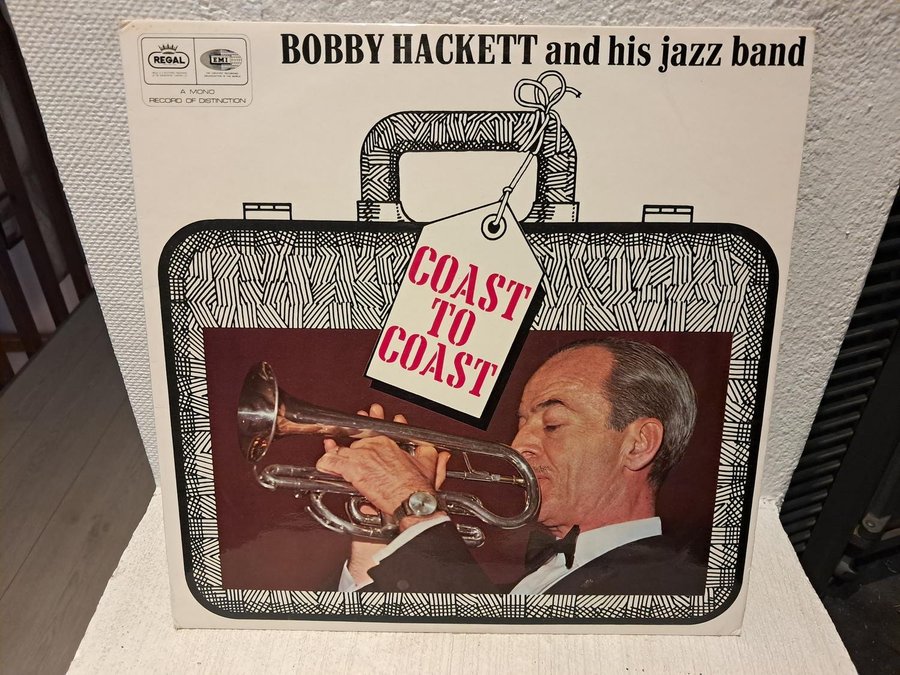 BOBBY HACKETT and his jazz band
REGAL
EMI
A MONO
RECORD OF DISTINCTION
COAST
TO
COAST